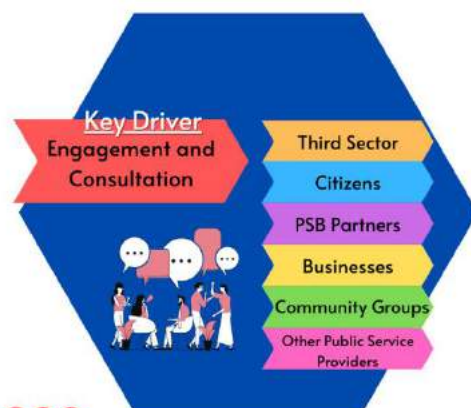 Key Driver
Engagement and
Consultation
Third Sector
Citizens
PSB Partners
Businesses
Community Groups
Other Public Service
Providers